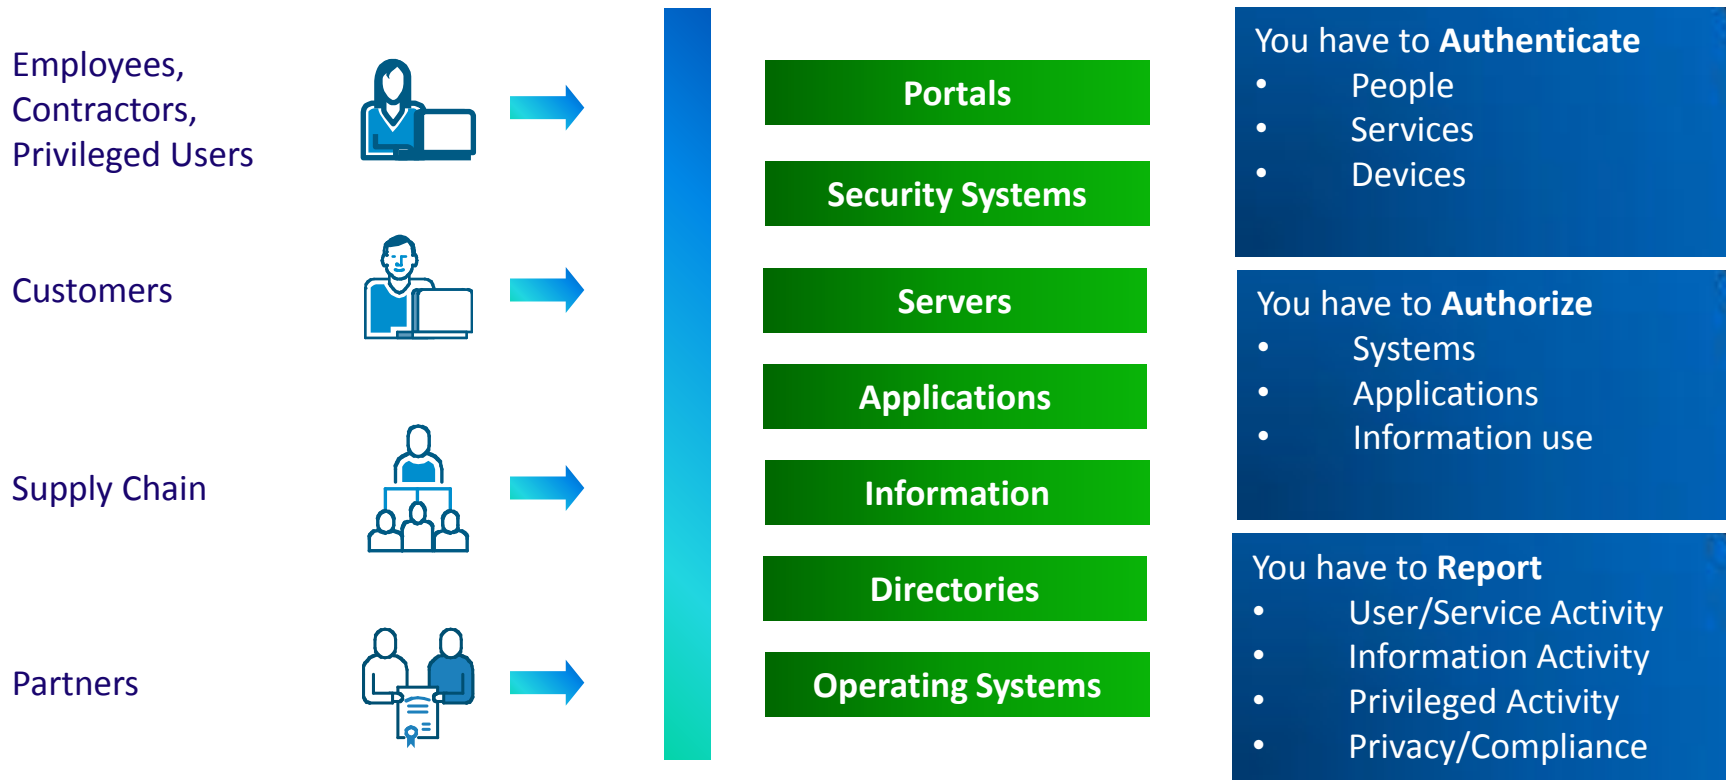 Employees,
Contractors,
Privileged Users
Customers
Supply Chain
Partners
Portals
Security Systems
Servers
Applications
Information
Directories
Operating Systems
You have to Authenticate
• People
• Services
• Devices
You have to Authorize
• Systems
• Applications
• Information use
You have to Report
• User/Service Activity
• Information Activity
• Privileged Activity
• Privacy/Compliance